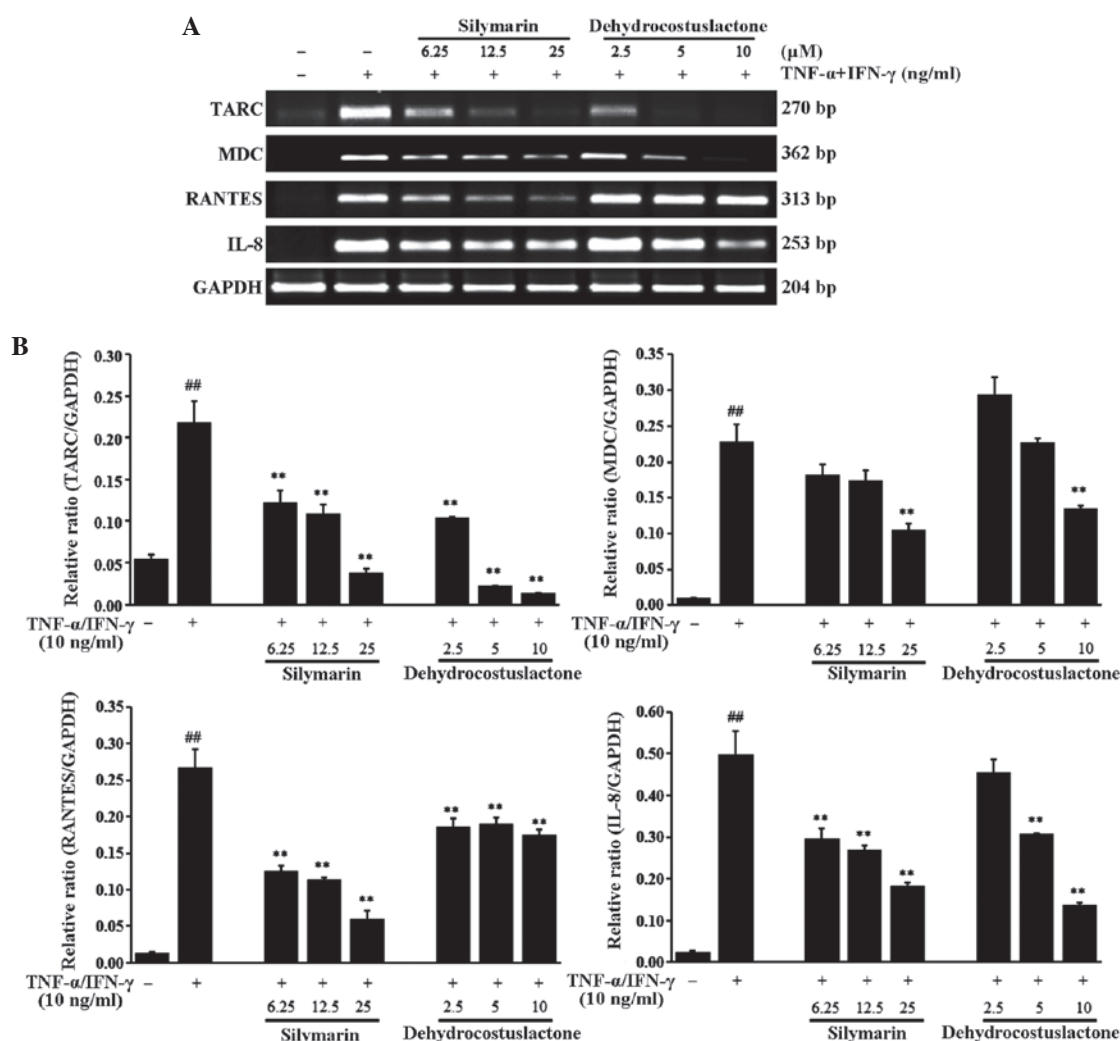 A
Silymarin Dehydrocostuslactone
– – 6.25 12.5 25 2.5 5 10 (μM)
– + + + + + + + TNF-α+IFN-γ (ng/ml)
TARC 270 bp
MDC 362 bp
RANTES 313 bp
IL-8 253 bp
GAPDH 204 bp
B
Relative ratio (TARC/GAPDH)
0.30
0.25
0.20
0.15
0.10
0.05
0.00
##
** ** ** ** ** **
TNF-α/IFN-γ – + + + + + + +
(10 ng/ml)
6.25 12.5 25 2.5 5 10
Silymarin Dehydrocostuslactone
Relative ratio (MDC/GAPDH)
0.35
0.30
0.25
0.20
0.15
0.10
0.05
0.00
##
** **
TNF-α/IFN-γ – + + + + + + +
(10 ng/ml)
6.25 12.5 25 2.5 5 10
Silymarin Dehydrocostuslactone
Relative ratio (RANTES/GAPDH)
0.30
0.25
0.20
0.15
0.10
0.05
0.00
##
** ** ** ** ** **
TNF-α/IFN-γ – + + + + + + +
(10 ng/ml)
6.25 12.5 25 2.5 5 10
Silymarin Dehydrocostuslactone
Relative ratio (IL-8/GAPDH)
0.60
0.50
0.40
0.30
0.20
0.10
0.00
##
** ** ** ** **
TNF-α/IFN-γ – + + + + + + +
(10 ng/ml)
6.25 12.5 25 2.5 5 10
Silymarin Dehydrocostuslactone